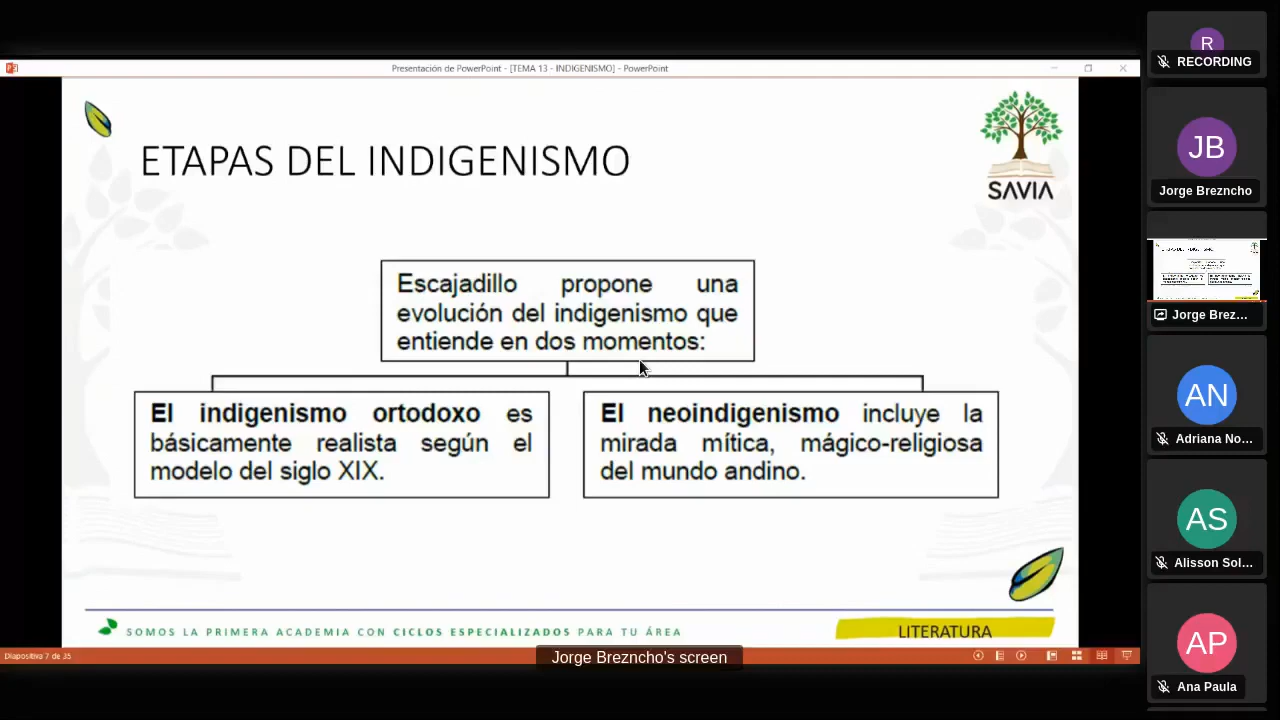 Presentación de PowerPoint - [TEMA 13 - INDIGENISMO] - PowerPoint
ETAPAS DEL INDIGENISMO
SAVIA
Escajadillo propone una
evolución del indigenismo que
entiende en dos momentos:
El indigenismo ortodoxo es
básicamente realista según el
modelo del siglo XIX.
El neoindigenismo incluye la
mirada mítica, mágico-religiosa
del mundo andino.
SOMOS LA PRIMERA ACADEMIA CON CICLOS ESPECIALIZADOS PARA TU ÁREA
LITERATURA
Diapositiva 7 de 35
Jorge Brezncho's screen
R
RECORDING
JB
Jorge Brezncho
Jorge Brez...
AN
Adriana No...
AS
Alisson Sol...
AP
Ana Paula